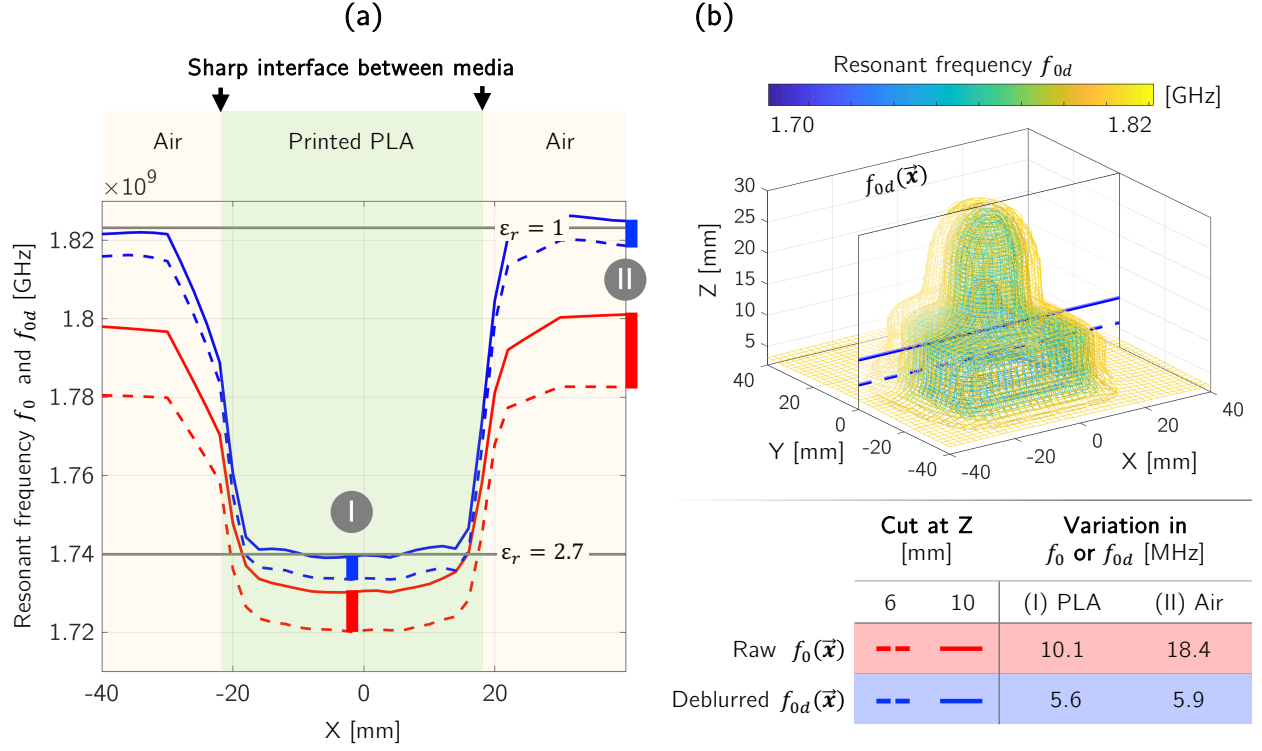 (a)
Sharp interface between media
Air
Printed PLA
Air
×10⁹
Resonant frequency f₀ and f₀d [GHz]
1.82
1.8
1.78
1.76
1.74
1.72
εᵣ = 1
εᵣ = 2.7
I
II
-40
-20
0
20
X [mm]
(b)
Resonant frequency f₀d
[GHz]
1.70
1.82
f₀d(x⃗)
Z [mm]
30
25
20
15
10
5
40
20
0
-20
-40
Y [mm]
-40
-20
0
20
40
X [mm]
Cut at Z
[mm]
Variation in
f₀ or f₀d [MHz]
6 10 (I) PLA (II) Air
Raw f₀(x⃗) 10.1 18.4
Deblurred f₀d(x⃗) 5.6 5.9